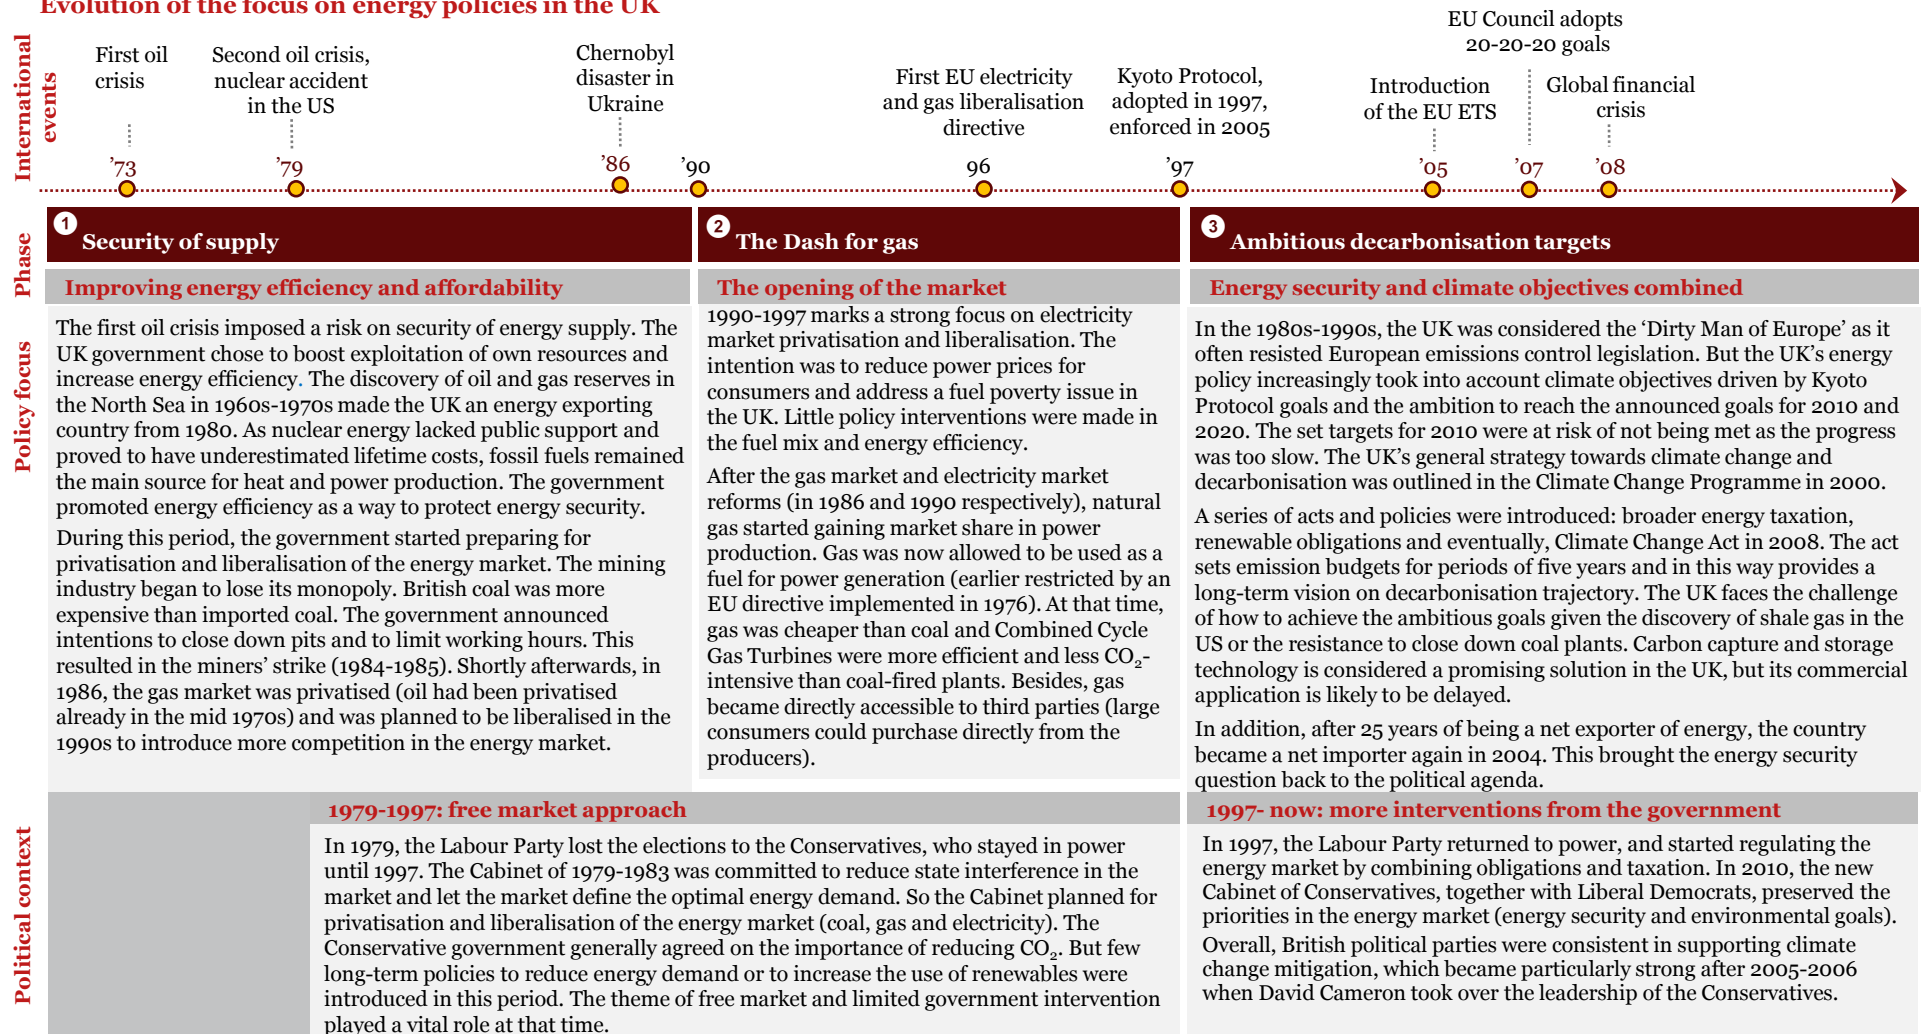 Evolution of the focus on energy policies in the UK
International
events
First oil
crisis
Second oil crisis,
nuclear accident
in the US
Chernobyl
disaster in
Ukraine
First EU electricity
and gas liberalisation
directive
Kyoto Protocol,
adopted in 1997,
enforced in 2005
Introduction
of the EU ETS
EU Council adopts
20-20-20 goals
Global financial
crisis
’73
’79
’86
’90
96
’97
’05
’07
’08
Phase
1 Security of supply
2 The Dash for gas
3 Ambitious decarbonisation targets
Policy focus
Improving energy efficiency and affordability
The first oil crisis imposed a risk on security of energy supply. The
UK government chose to boost exploitation of own resources and
increase energy efficiency. The discovery of oil and gas reserves in
the North Sea in 1960s-1970s made the UK an energy exporting
country from 1980. As nuclear energy lacked public support and
proved to have underestimated lifetime costs, fossil fuels remained
the main source for heat and power production. The government
promoted energy efficiency as a way to protect energy security.
During this period, the government started preparing for
privatisation and liberalisation of the energy market. The mining
industry began to lose its monopoly. British coal was more
expensive than imported coal. The government announced
intentions to close down pits and to limit working hours. This
resulted in the miners’ strike (1984-1985). Shortly afterwards, in
1986, the gas market was privatised (oil had been privatised
already in the mid 1970s) and was planned to be liberalised in the
1990s to introduce more competition in the energy market.
The opening of the market
1990-1997 marks a strong focus on electricity
market privatisation and liberalisation. The
intention was to reduce power prices for
consumers and address a fuel poverty issue in
the UK. Little policy interventions were made in
the fuel mix and energy efficiency.
After the gas market and electricity market
reforms (in 1986 and 1990 respectively), natural
gas started gaining market share in power
production. Gas was now allowed to be used as a
fuel for power generation (earlier restricted by an
EU directive implemented in 1976). At that time,
gas was cheaper than coal and Combined Cycle
Gas Turbines were more efficient and less CO₂-
intensive than coal-fired plants. Besides, gas
became directly accessible to third parties (large
consumers could purchase directly from the
producers).
Energy security and climate objectives combined
In the 1980s-1990s, the UK was considered the ‘Dirty Man of Europe’ as it
often resisted European emissions control legislation. But the UK’s energy
policy increasingly took into account climate objectives driven by Kyoto
Protocol goals and the ambition to reach the announced goals for 2010 and
2020. The set targets for 2010 were at risk of not being met as the progress
was too slow. The UK’s general strategy towards climate change and
decarbonisation was outlined in the Climate Change Programme in 2000.
A series of acts and policies were introduced: broader energy taxation,
renewable obligations and eventually, Climate Change Act in 2008. The act
sets emission budgets for periods of five years and in this way provides a
long-term vision on decarbonisation trajectory. The UK faces the challenge
of how to achieve the ambitious goals given the discovery of shale gas in the
US or the resistance to close down coal plants. Carbon capture and storage
technology is considered a promising solution in the UK, but its commercial
application is likely to be delayed.
In addition, after 25 years of being a net exporter of energy, the country
became a net importer again in 2004. This brought the energy security
question back to the political agenda.
Political context
1979-1997: free market approach
In 1979, the Labour Party lost the elections to the Conservatives, who stayed in power
until 1997. The Cabinet of 1979-1983 was committed to reduce state interference in the
market and let the market define the optimal energy demand. So the Cabinet planned for
privatisation and liberalisation of the energy market (coal, gas and electricity). The
Conservative government generally agreed on the importance of reducing CO₂. But few
long-term policies to reduce energy demand or to increase the use of renewables were
introduced in this period. The theme of free market and limited government intervention
played a vital role at that time.
1997- now: more interventions from the government
In 1997, the Labour Party returned to power, and started regulating the
energy market by combining obligations and taxation. In 2010, the new
Cabinet of Conservatives, together with Liberal Democrats, preserved the
priorities in the energy market (energy security and environmental goals).
Overall, British political parties were consistent in supporting climate
change mitigation, which became particularly strong after 2005-2006
when David Cameron took over the leadership of the Conservatives.